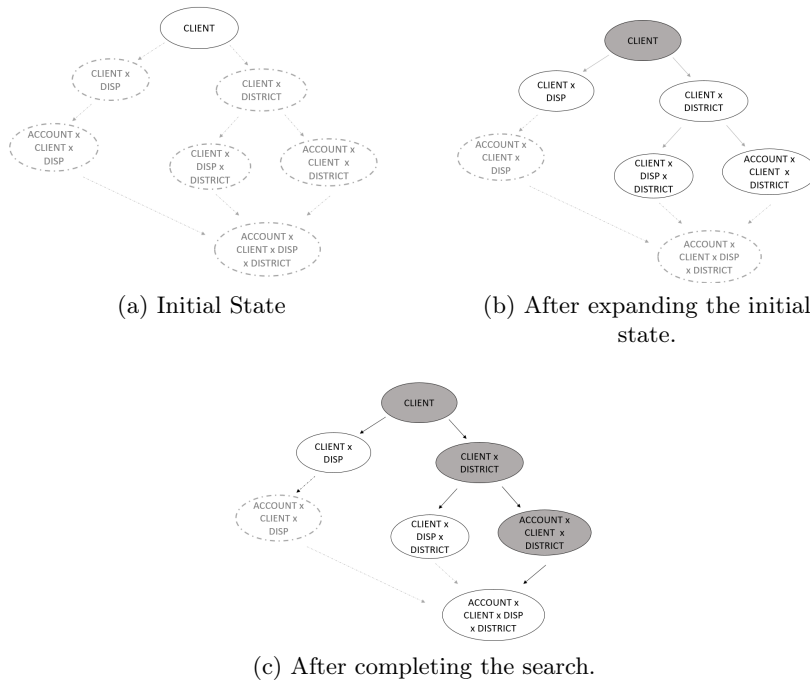 CLIENT
CLIENT x
DISP
CLIENT x
DISTRICT
ACCOUNT x
CLIENT x
DISP
CLIENT x
DISP x
DISTRICT
ACCOUNT x
CLIENT x
DISTRICT
ACCOUNT x
CLIENT x DISP
x DISTRICT
(a) Initial State
CLIENT
CLIENT x
DISP
CLIENT x
DISTRICT
ACCOUNT x
CLIENT x
DISP
CLIENT x
DISP x
DISTRICT
ACCOUNT x
CLIENT x
DISTRICT
ACCOUNT x
CLIENT x DISP
x DISTRICT
(b) After expanding the initial
state.
CLIENT
CLIENT x
DISP
CLIENT x
DISTRICT
ACCOUNT x
CLIENT x
DISP
CLIENT x
DISP x
DISTRICT
ACCOUNT x
CLIENT x
DISTRICT
ACCOUNT x
CLIENT x DISP
x DISTRICT
(c) After completing the search.